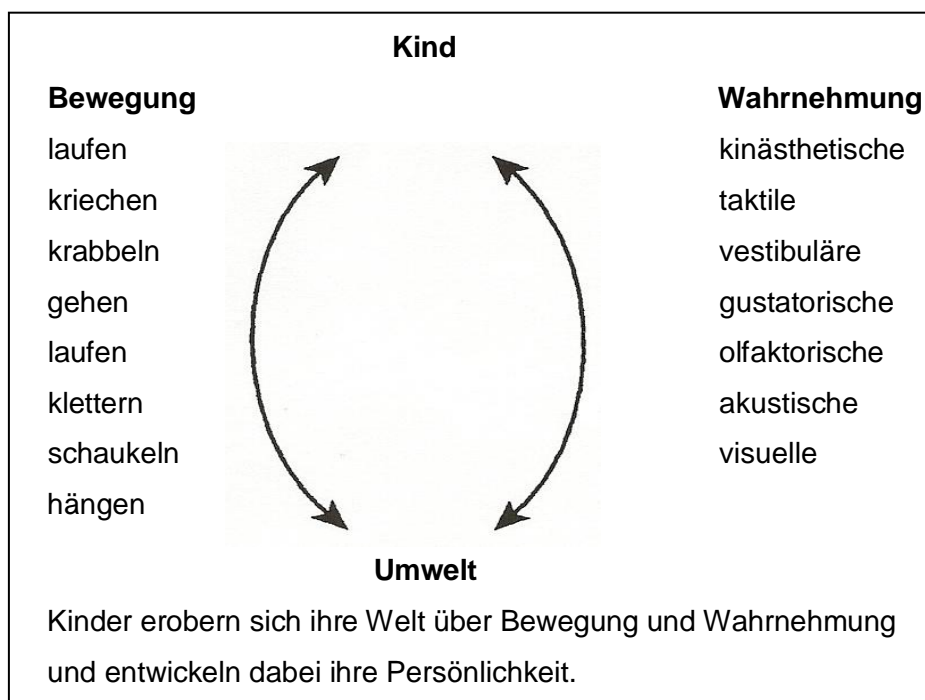 Kind
Bewegung Wahrnehmung
laufen kinästhetische
kriechen taktile
krabbeln vestibuläre
gehen gustatorische
laufen olfaktorische
klettern akustische
schaukeln visuelle
hängen
Umwelt
Kinder erobern sich ihre Welt über Bewegung und Wahrnehmung
und entwickeln dabei ihre Persönlichkeit.